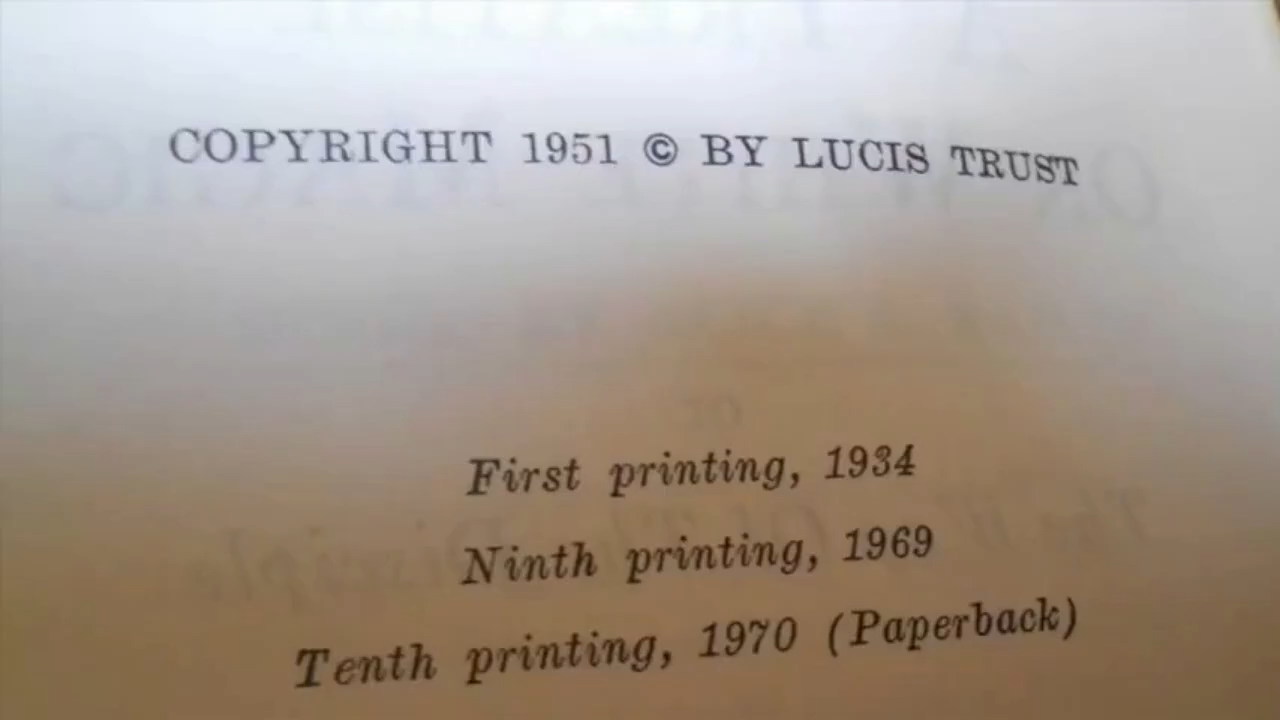 COPYRIGHT 1951 © BY LUCIS TRUST
First printing, 1934
Ninth printing, 1969
Tenth printing, 1970 (Paperback)